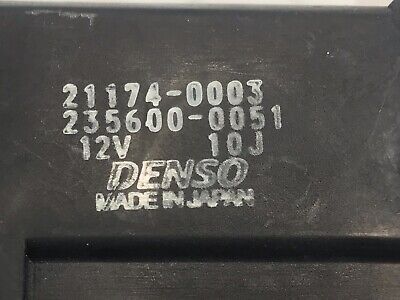 21174-0003
235600-0051
12V 10J
DENSO
MADE IN JAPAN